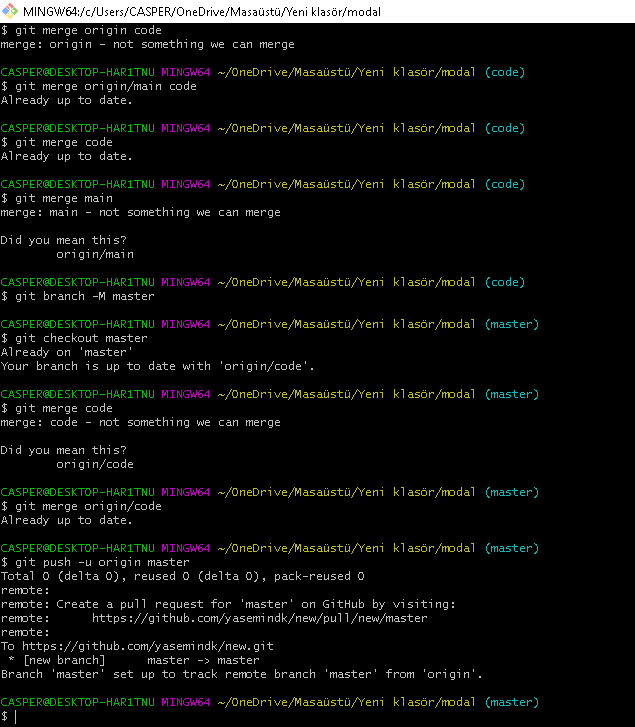 MINGW64:/c/Users/CASPER/OneDrive/Masaüstü/Yeni klasör/modal
$ git merge origin code
merge: origin - not something we can merge
CASPER@DESKTOP-HAR1TNU MINGW64 ~/OneDrive/Masaüstü/Yeni klasör/modal (code)
$ git merge origin/main code
Already up to date.
CASPER@DESKTOP-HAR1TNU MINGW64 ~/OneDrive/Masaüstü/Yeni klasör/modal (code)
$ git merge code
Already up to date.
CASPER@DESKTOP-HAR1TNU MINGW64 ~/OneDrive/Masaüstü/Yeni klasör/modal (code)
$ git merge main
merge: main - not something we can merge
Did you mean this?
origin/main
CASPER@DESKTOP-HAR1TNU MINGW64 ~/OneDrive/Masaüstü/Yeni klasör/modal (code)
$ git branch -M master
CASPER@DESKTOP-HAR1TNU MINGW64 ~/OneDrive/Masaüstü/Yeni klasör/modal (master)
$ git checkout master
Already on 'master'
Your branch is up to date with 'origin/code'.
CASPER@DESKTOP-HAR1TNU MINGW64 ~/OneDrive/Masaüstü/Yeni klasör/modal (master)
$ git merge code
merge: code - not something we can merge
Did you mean this?
origin/code
CASPER@DESKTOP-HAR1TNU MINGW64 ~/OneDrive/Masaüstü/Yeni klasör/modal (master)
$ git merge origin/code
Already up to date.
CASPER@DESKTOP-HAR1TNU MINGW64 ~/OneDrive/Masaüstü/Yeni klasör/modal (master)
$ git push -u origin master
Total 0 (delta 0), reused 0 (delta 0), pack-reused 0
remote:
remote: Create a pull request for 'master' on GitHub by visiting:
remote:      https://github.com/yasemindk/new/pull/new/master
remote:
To https://github.com/yasemindk/new.git
* [new branch]      master -> master
Branch 'master' set up to track remote branch 'master' from 'origin'.
CASPER@DESKTOP-HAR1TNU MINGW64 ~/OneDrive/Masaüstü/Yeni klasör/modal (master)
$